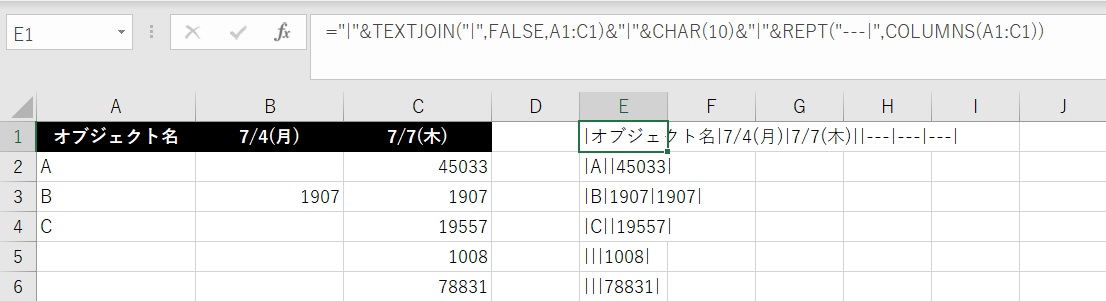 E1 fx ="|"&TEXTJOIN("|",FALSE,A1:C1)&"|"&CHAR(10)&"|"&REPT("---|",COLUMNS(A1:C1))
A B C D E F G H I J
1 オブジェクト名 7/4(月) 7/7(木) |オブジェクト名|7/4(月)|7/7(木)||---|---|---|
2 A 45033 |A||45033|
3 B 1907 1907 |B|1907|1907|
4 C 19557 |C||19557|
5 1008 |||1008|
6 78831 |||78831|